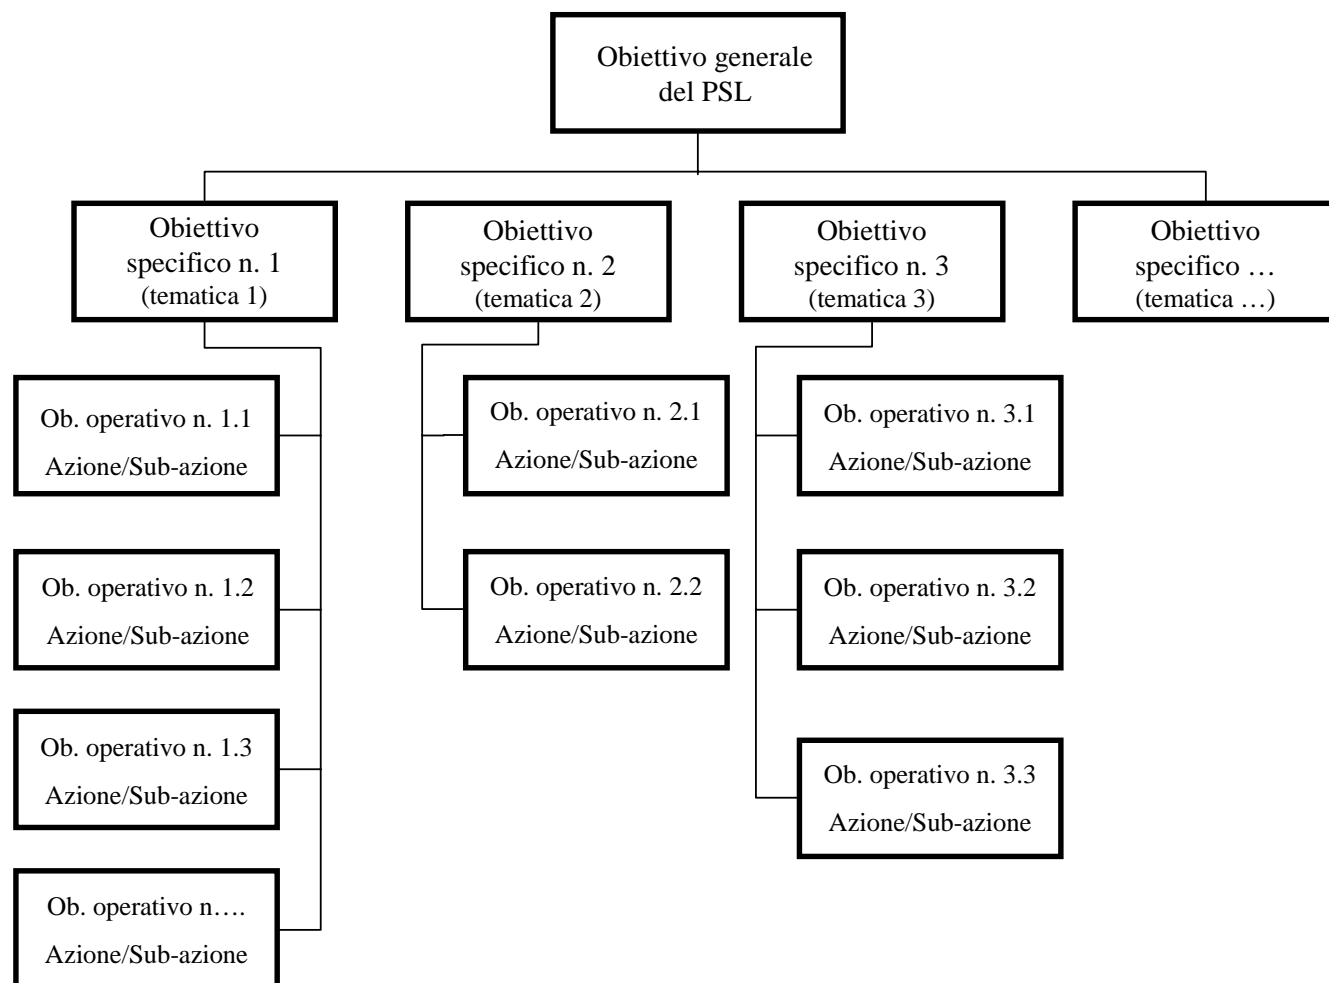 Obiettivo generale
del PSL
Obiettivo
specifico n. 1
(tematica 1)
Obiettivo
specifico n. 2
(tematica 2)
Obiettivo
specifico n. 3
(tematica 3)
Obiettivo
specifico …
(tematica …)
Ob. operativo n. 1.1
Azione/Sub-azione
Ob. operativo n. 2.1
Azione/Sub-azione
Ob. operativo n. 3.1
Azione/Sub-azione
Ob. operativo n. 1.2
Azione/Sub-azione
Ob. operativo n. 2.2
Azione/Sub-azione
Ob. operativo n. 3.2
Azione/Sub-azione
Ob. operativo n. 1.3
Azione/Sub-azione
Ob. operativo n. 3.3
Azione/Sub-azione
Ob. operativo n….
Azione/Sub-azione